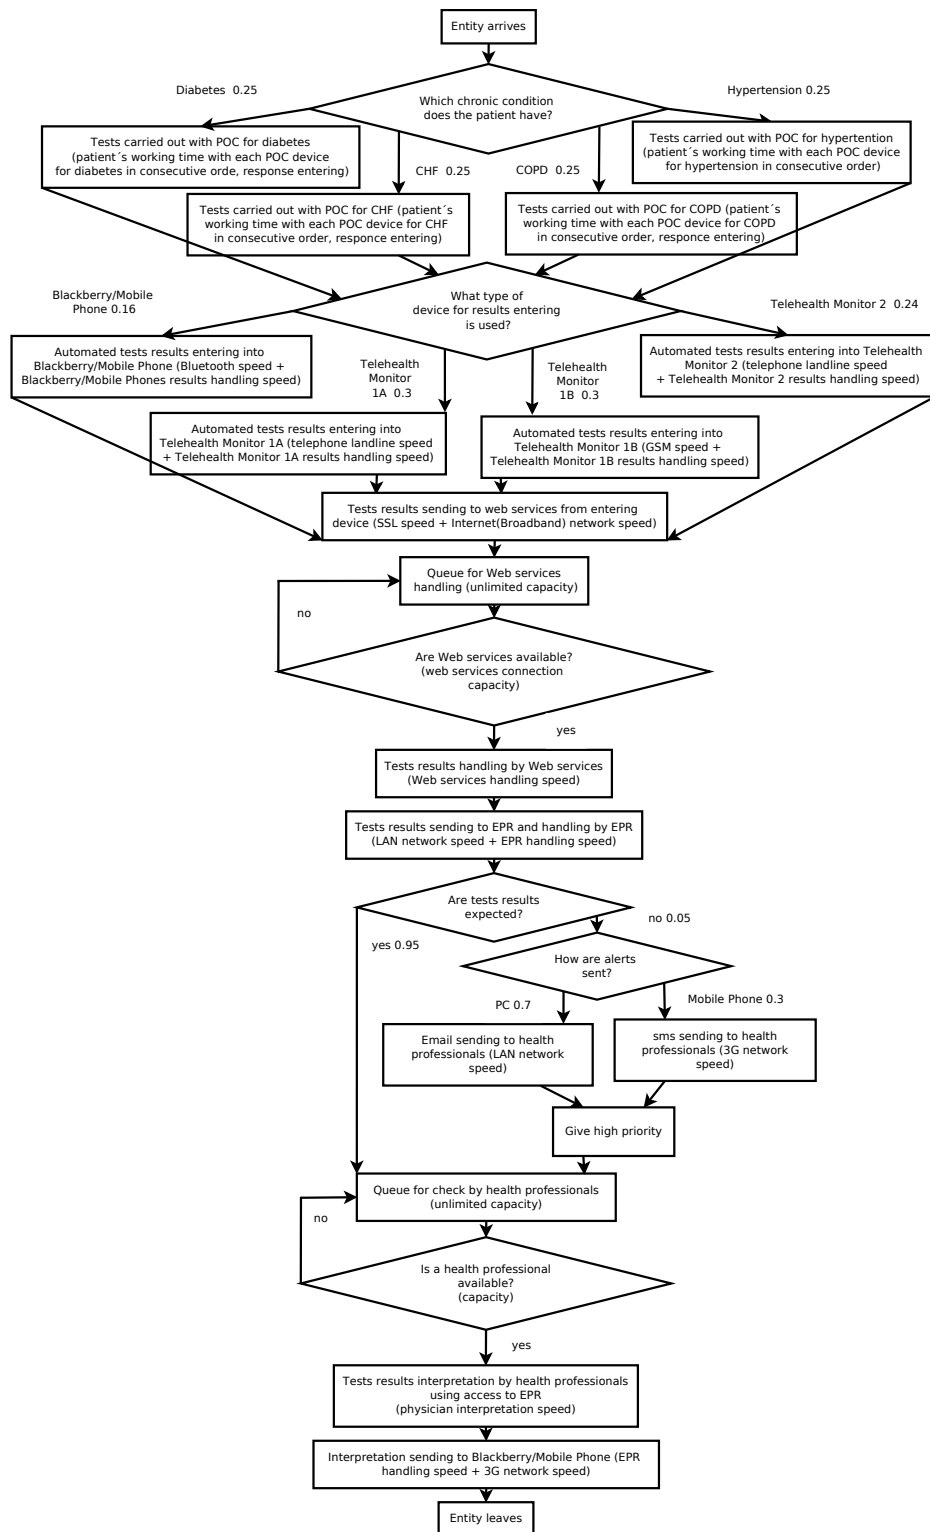 Entity arrives
Diabetes  0.25
Hypertension 0.25
Which chronic condition
does the patient have?
Tests carried out with POC for diabetes
(patient´s working time with each POC device
for diabetes in consecutive orde, response entering)
Tests carried out with POC for hypertention
(patient´s working time with each POC device
for hypertension in consecutive order)
CHF  0.25
COPD  0.25
Tests carried out with POC for CHF (patient´s
working time with each POC device for CHF
in consecutive order, responce entering)
Tests carried out with POC for COPD (patient´s
working time with each POC device for COPD
in consecutive order, responce entering)
Blackberry/Mobile
Phone 0.16
What type of
device for results entering
is used?
Telehealth Monitor 2  0.24
Automated tests results entering into
Blackberry/Mobile Phone (Bluetooth speed +
Blackberry/Mobile Phones results handling speed)
Telehealth
Monitor
1A  0.3
Telehealth
Monitor
1B  0.3
Automated tests results entering into Telehealth
Monitor 2 (telephone landline speed
+ Telehealth Monitor 2 results handling speed)
Automated tests results entering into
Telehealth Monitor 1A (telephone landline speed
+ Telehealth Monitor 1A results handling speed)
Automated tests results entering into
Telehealth Monitor 1B (GSM speed +
Telehealth Monitor 1B results handling speed)
Tests results sending to web services from entering
device (SSL speed + Internet(Broadband) network speed)
Queue for Web services
handling (unlimited capacity)
no
Are Web services available?
(web services connection
capacity)
yes
Tests results handling by Web services
(Web services handling speed)
Tests results sending to EPR and handling by EPR
(LAN network speed + EPR handling speed)
Are tests results
expected?
no 0.05
yes 0.95
How are alerts
sent?
PC 0.7
Mobile Phone 0.3
Email sending to health
professionals (LAN network
speed)
sms sending to health
professionals (3G network
speed)
Give high priority
Queue for check by health professionals
(unlimited capacity)
no
Is a health professional
available?
(capacity)
yes
Tests results interpretation by health professionals
using access to EPR
(physician interpretation speed)
Interpretation sending to Blackberry/Mobile Phone (EPR
handling speed + 3G network speed)
Entity leaves